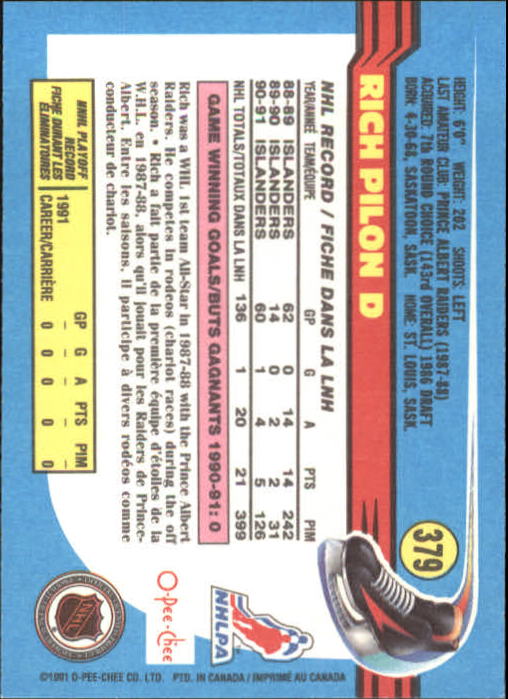 379
HEIGHT: 6'0" WEIGHT: 202 SHOOTS: LEFT
LAST AMATEUR CLUB: PRINCE ALBERT RAIDERS (1987-88)
ACQUIRED: 7th ROUND CHOICE (143rd OVERALL) 1986 DRAFT
BORN: 4-30-68, SASKATOON, SASK. HOME: ST. LOUIS, SASK.
RICH PILON D
NHL RECORD / FICHE DANS LA LNH
YEAR/ANNÉE TEAM/ÉQUIPE GP G A PTS PIM
88-89 ISLANDERS 62 0 14 14 242
89-90 ISLANDERS 14 0 2 2 31
90-91 ISLANDERS 60 1 4 5 126
NHL TOTALS/TOTAUX DANS LA LNH 136 1 20 21 399
GAME WINNING GOALS/BUTS GAGNANTS 1990-91: 0
Rich was a WHL 1st team All-Star in 1987-88 with the Prince Albert
Raiders. He competes in rodeos (chariot races) during the off
season. • Rich a fait partie de la première équipe d'étoiles de la
W.H.L. en 1987-88, alors qu'il jouait pour les Raiders de Prince-
Albert. Entre les saisons, il participe à divers rodéos comme
conducteur de chariot.
NNHL PLAYOFF
RECORD
FICHE DURANT LES
ÉLIMINATOIRES
GP G A PTS PIM
1991 – – – – –
CAREER/CARRIÈRE 0 0 0 0 0
NHLPA
O-Pee-Chee
NHL
©1991 O-PEE-CHEE CO. LTD. PTD. IN CANADA / IMPRIMÉ AU CANADA